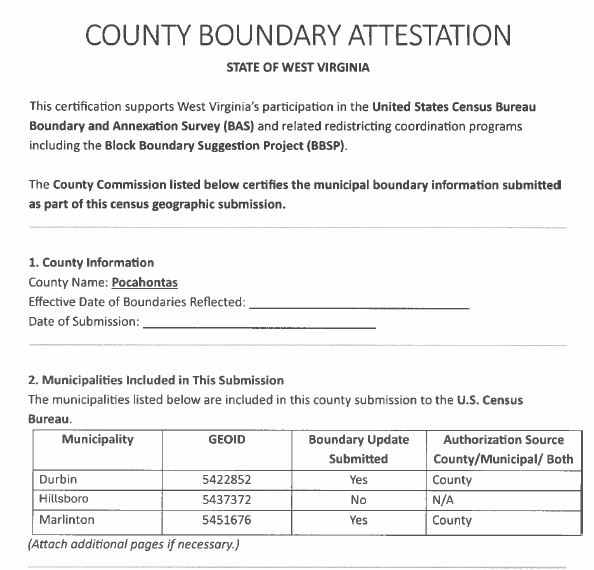 COUNTY BOUNDARY ATTESTATION
STATE OF WEST VIRGINIA
This certification supports West Virginia's participation in the United States Census Bureau
Boundary and Annexation Survey (BAS) and related redistricting coordination programs
including the Block Boundary Suggestion Project (BBSP).
The County Commission listed below certifies the municipal boundary information submitted
as part of this census geographic submission.
1. County Information
County Name: Pocahontas
Effective Date of Boundaries Reflected: ____________________
Date of Submission: ____________________
2. Municipalities Included in This Submission
The municipalities listed below are included in this county submission to the U.S. Census
Bureau.
Municipality GEOID Boundary Update Authorization Source
Submitted County/Municipal/ Both
Durbin 5422852 Yes County
Hillsboro 5437372 No N/A
Marlinton 5451676 Yes County
(Attach additional pages if necessary.)